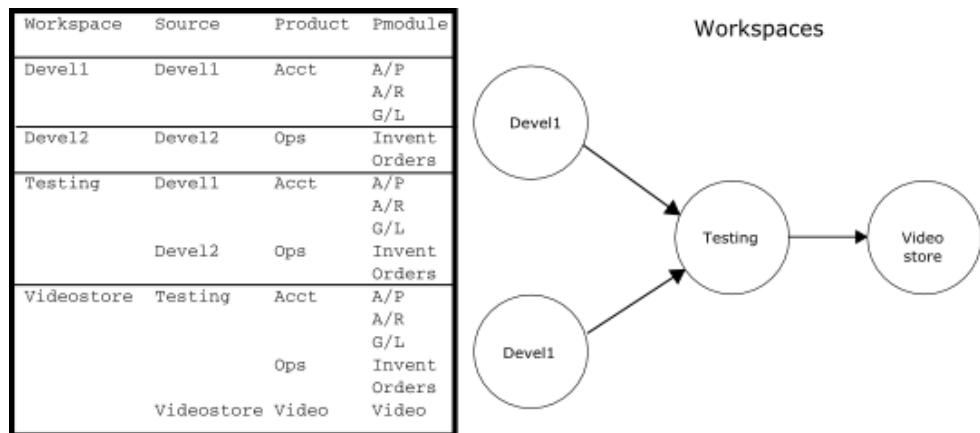 Workspace Source Product Pmodule
Devel1 Devel1 Acct A/P
A/R
G/L
Devel2 Devel2 Ops Invent
Orders
Testing Devel1 Acct A/P
A/R
G/L
Devel2 Ops Invent
Orders
Videostore Testing Acct A/P
A/R
G/L
Ops Invent
Orders
Videostore Video Video
Workspaces
Devel1
Testing
Video
store
Devel1